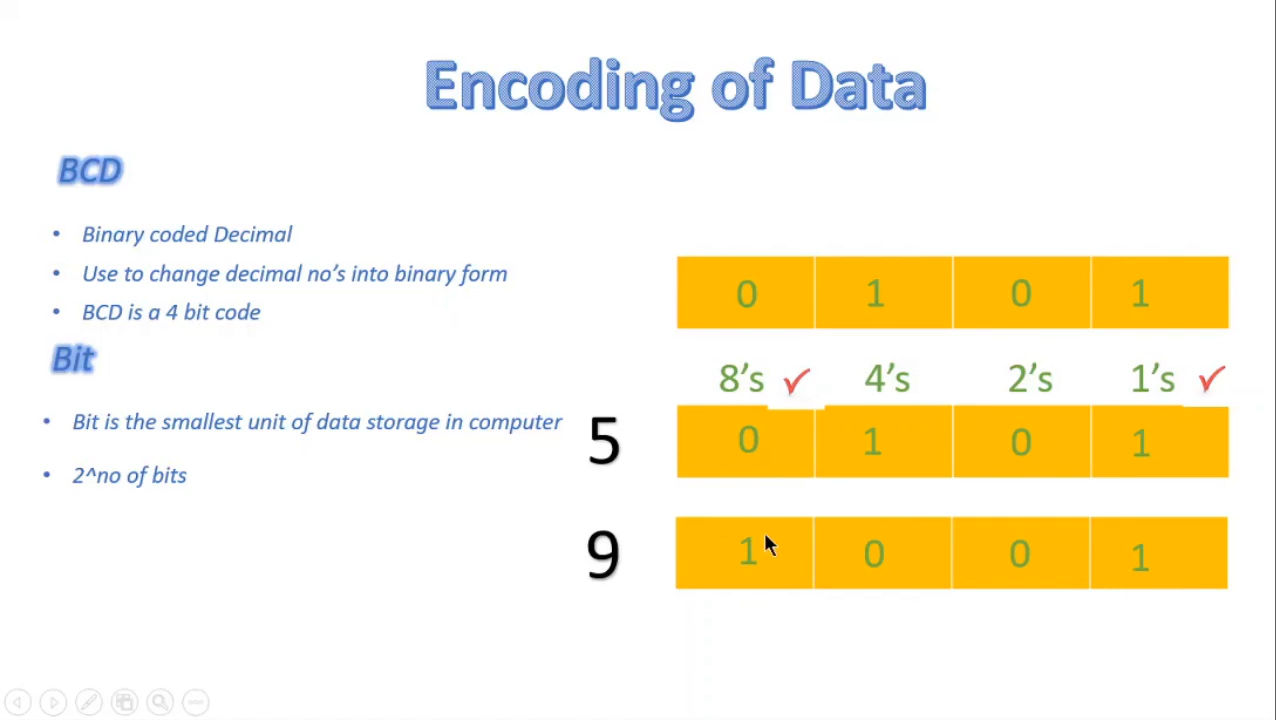 Encoding of Data
BCD
• Binary coded Decimal
• Use to change decimal no's into binary form
• BCD is a 4 bit code
Bit
• Bit is the smallest unit of data storage in computer
• 2^no of bits
0 1 0 1
8's ✓ 4's 2's 1's ✓
5 0 1 0 1
9 1 0 0 1